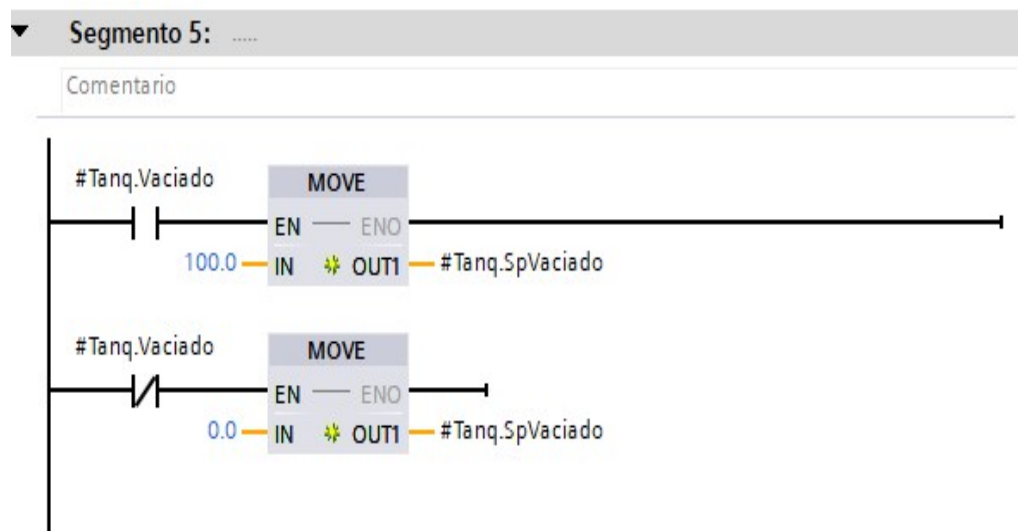 Segmento 5: .....
Comentario
#Tanq.Vaciado
MOVE
EN ENO
100.0 IN OUT1 #Tanq.SpVaciado
#Tanq.Vaciado
MOVE
EN ENO
0.0 IN OUT1 #Tanq.SpVaciado